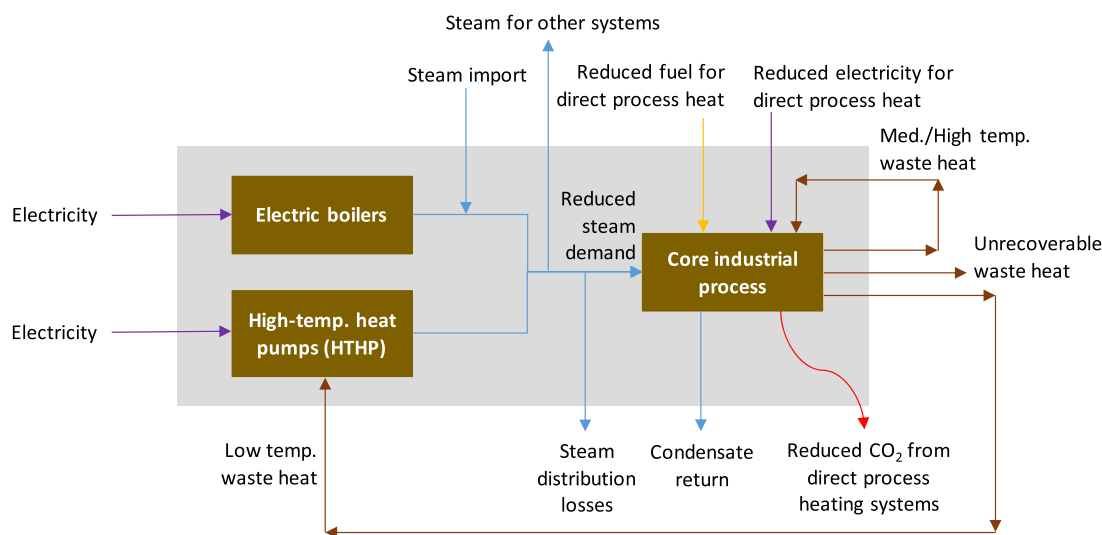 Steam for other systems
Steam import
Reduced fuel for
direct process heat
Reduced electricity for
direct process heat
Med./High temp.
waste heat
Electricity
Electric boilers
Reduced
steam
demand
Core industrial
process
Unrecoverable
waste heat
Electricity
High-temp. heat
pumps (HTHP)
Low temp.
waste heat
Steam
distribution
losses
Condensate
return
Reduced CO₂ from
direct process
heating systems